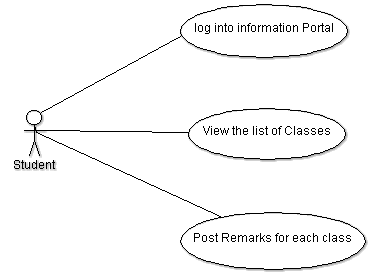 log into information Portal
View the list of Classes
Student
Post Remarks for each class